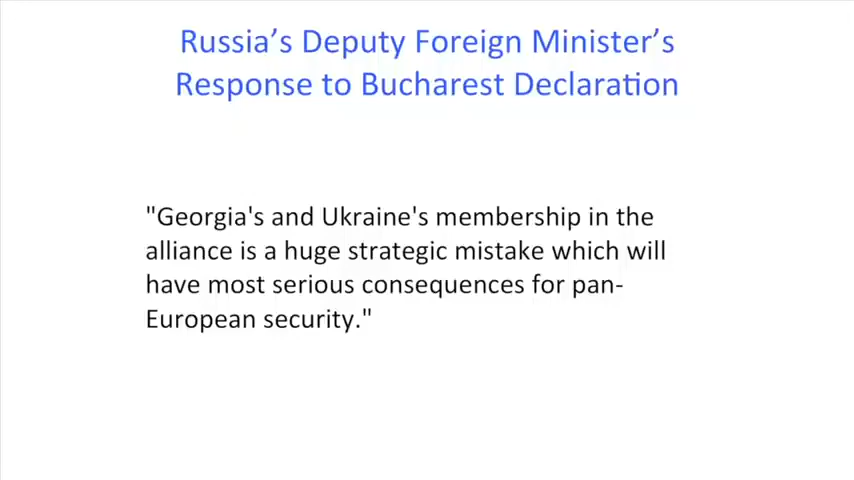 Russia’s Deputy Foreign Minister’s
Response to Bucharest Declaration
"Georgia's and Ukraine's membership in the
alliance is a huge strategic mistake which will
have most serious consequences for pan-
European security."